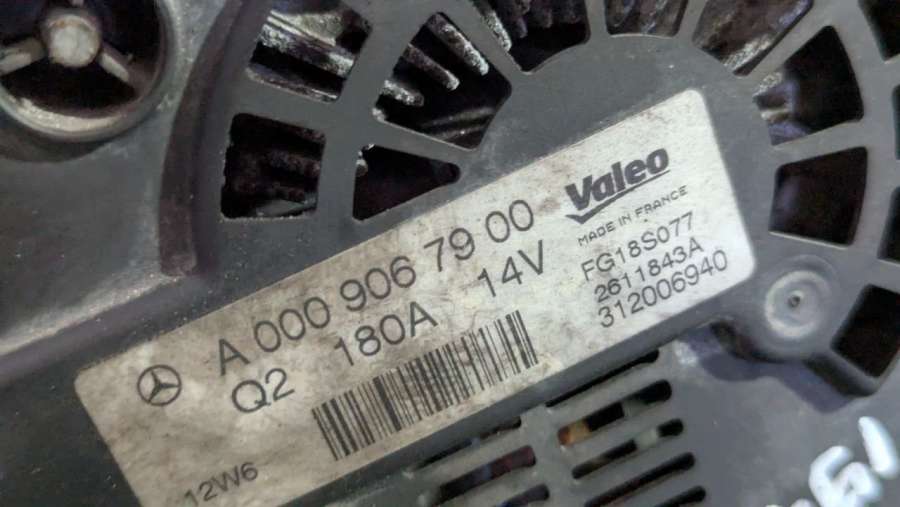 Valeo
MADE IN FRANCE
A 000 906 79 00
FG18S077
Q2 180A 14V
2611843A
312006940
12W6